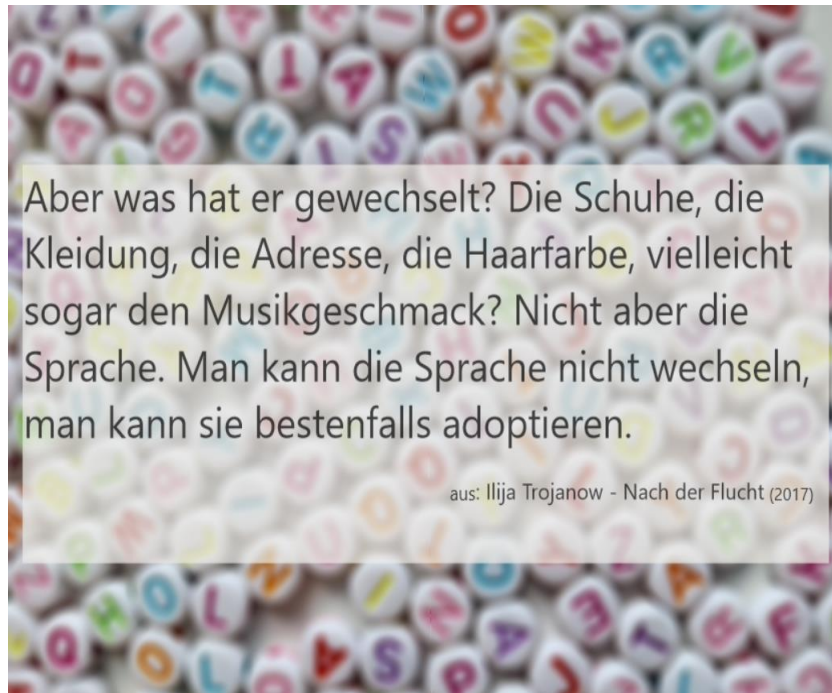 Aber was hat er gewechselt? Die Schuhe, die
Kleidung, die Adresse, die Haarfarbe, vielleicht
sogar den Musikgeschmack? Nicht aber die
Sprache. Man kann die Sprache nicht wechseln,
man kann sie bestenfalls adoptieren.
aus: Ilija Trojanow - Nach der Flucht (2017)